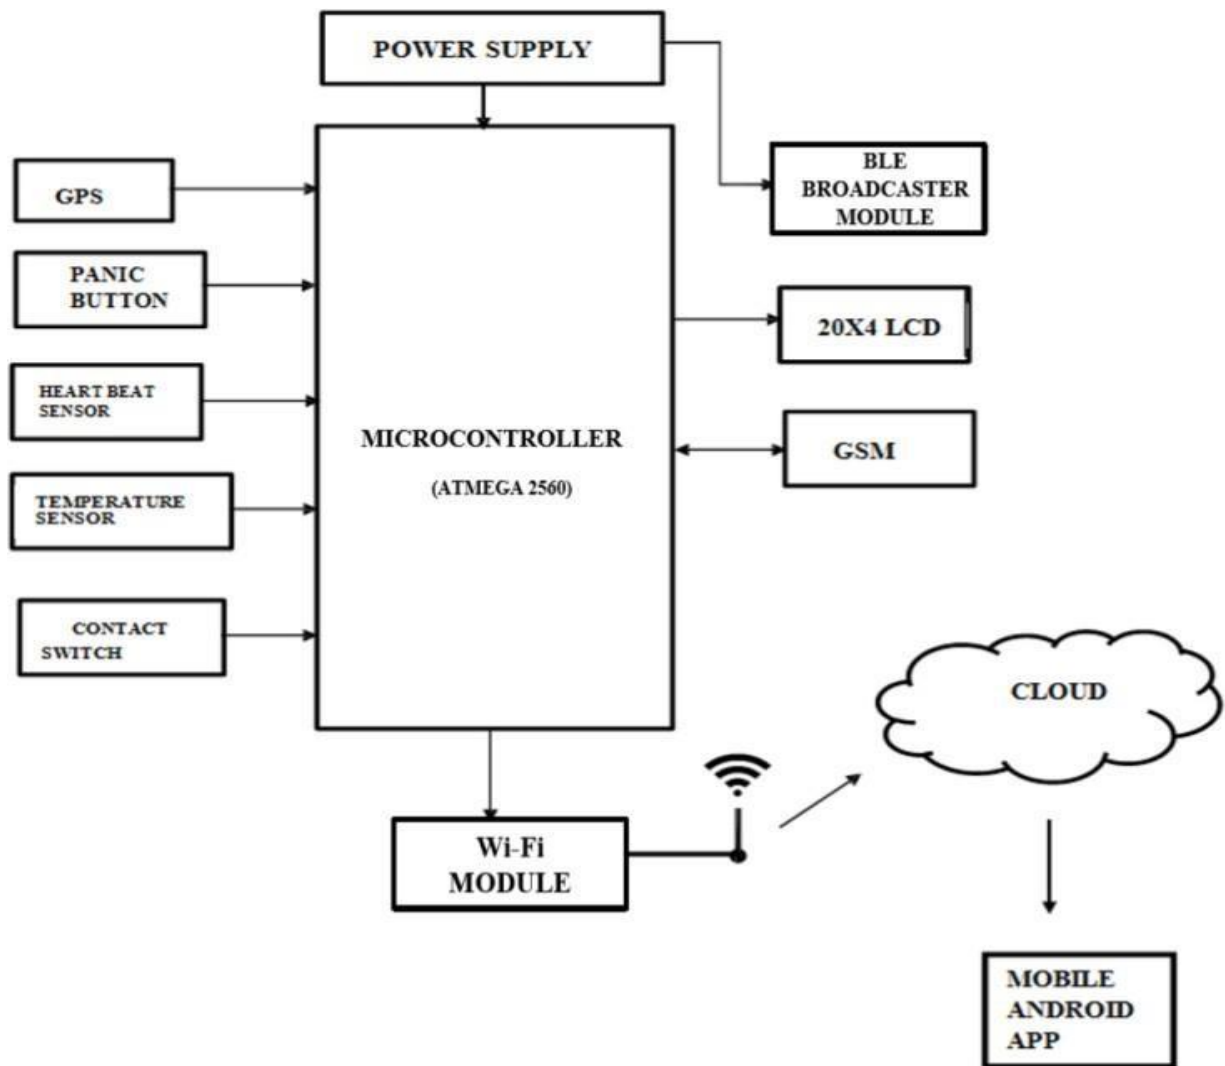 POWER SUPPLY
GPS
PANIC
BUTTON
HEART BEAT
SENSOR
TEMPERATURE
SENSOR
CONTACT
SWITCH
MICROCONTROLLER
(ATMEGA 2560)
BLE
BROADCASTER
MODULE
20X4 LCD
GSM
Wi-Fi
MODULE
CLOUD
MOBILE
ANDROID
APP